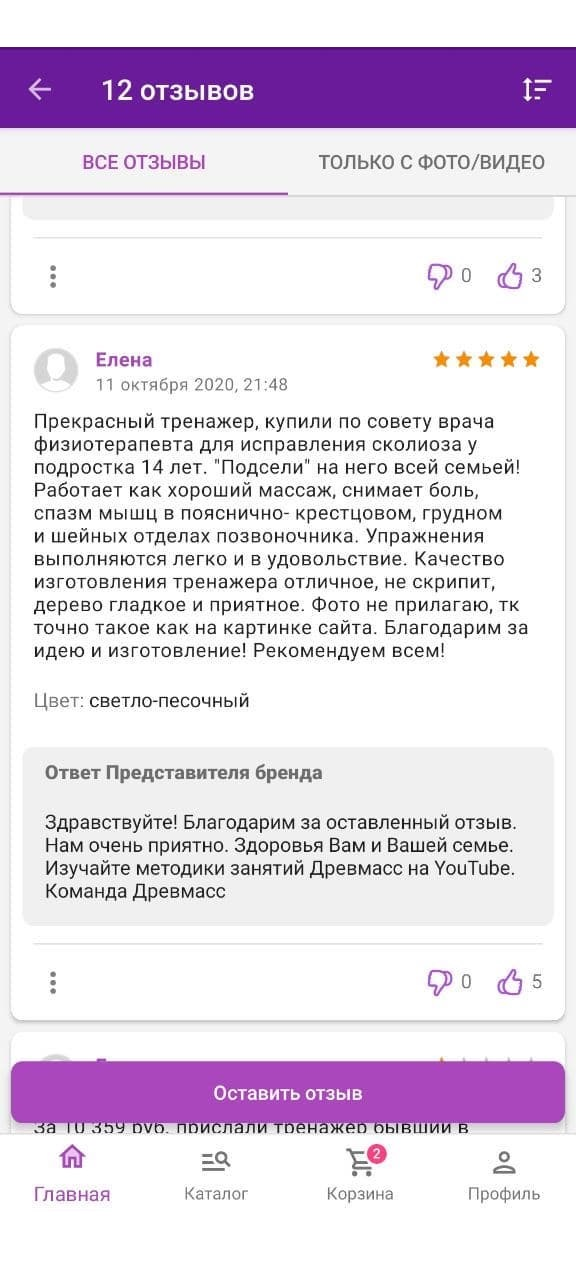 12 отзывов
ВСЕ ОТЗЫВЫ
ТОЛЬКО С ФОТО/ВИДЕО
0
3
Елена
11 октября 2020, 21:48
Прекрасный тренажер, купили по совету врача
физиотерапевта для исправления сколиоза у
подростка 14 лет. "Подсели" на него всей семьей!
Работает как хороший массаж, снимает боль,
спазм мышц в пояснично- крестцовом, грудном
и шейных отделах позвоночника. Упражнения
выполняются легко и в удовольствие. Качество
изготовления тренажера отличное, не скрипит,
дерево гладкое и приятное. Фото не прилагаю, тк
точно такое как на картинке сайта. Благодарим за
идею и изготовление! Рекомендуем всем!
Цвет: светло-песочный
Ответ Представителя бренда
Здравствуйте! Благодарим за оставленный отзыв.
Нам очень приятно. Здоровья Вам и Вашей семье.
Изучайте методики занятий Древмасс на YouTube.
Команда Древмасс
0
5
Оставить отзыв
За 10 359 руб. прислали тренажер бывший в
2
Главная
Каталог
Корзина
Профиль